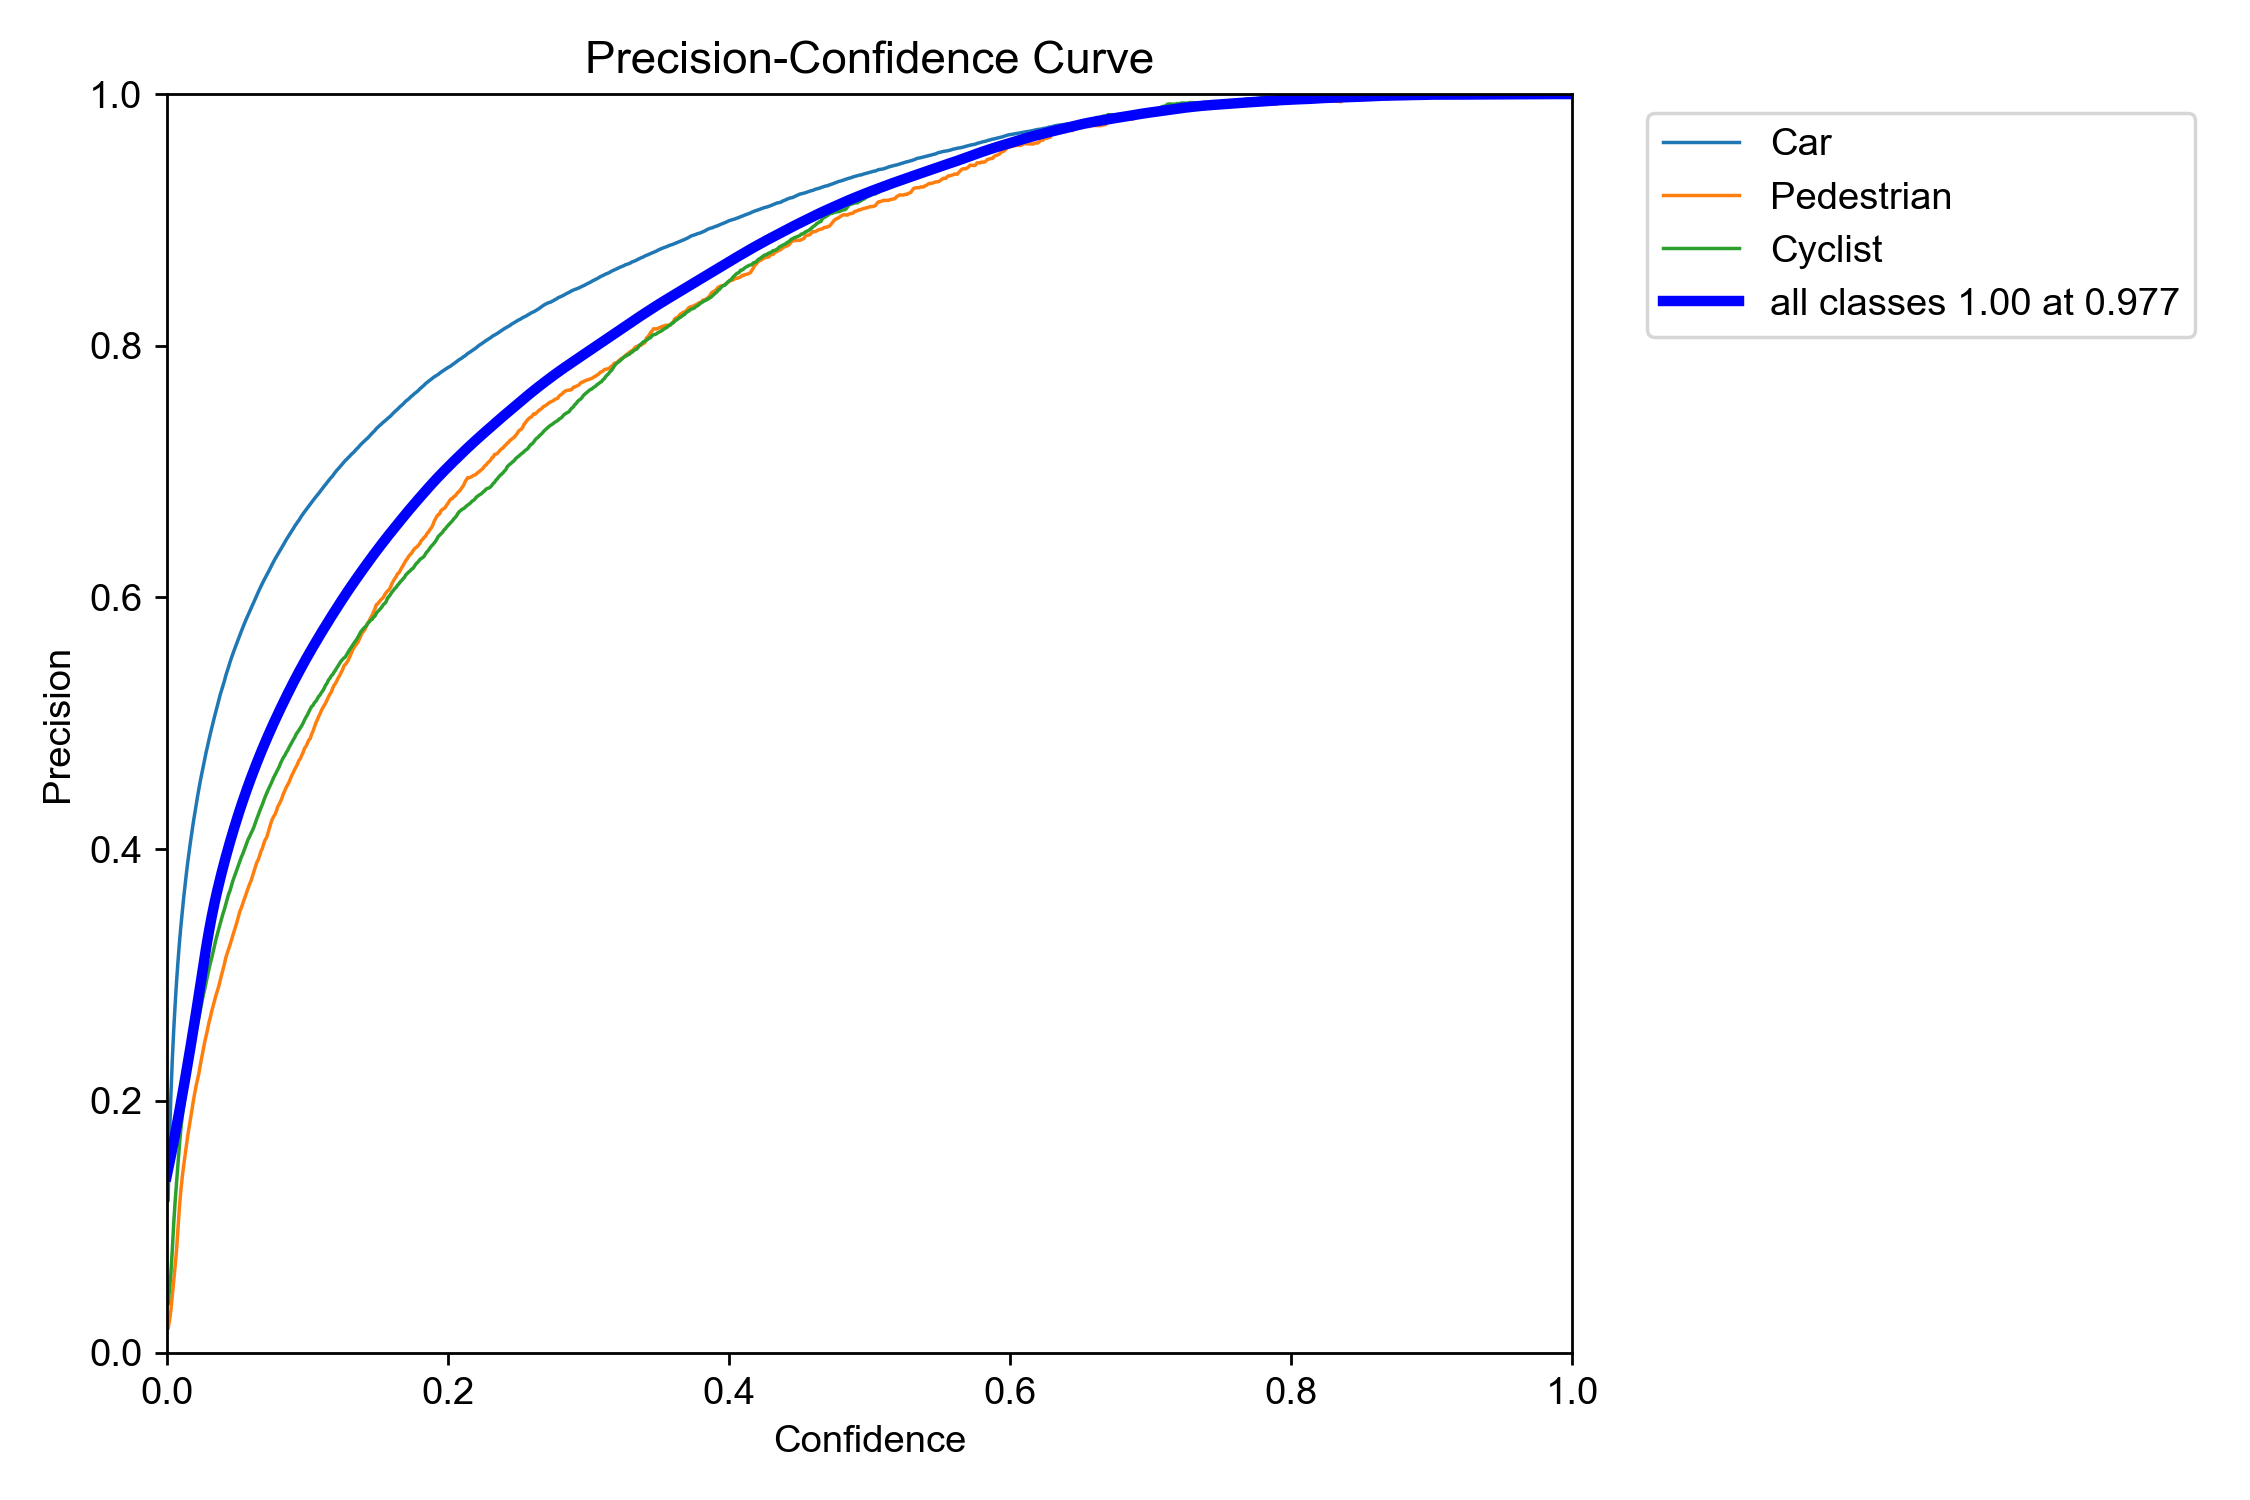 Precision-Confidence Curve
1.0
0.8
0.6
0.4
0.2
0.0
Precision
0.0 0.2 0.4 0.6 0.8 1.0
Confidence
Car
Pedestrian
Cyclist
all classes 1.00 at 0.977